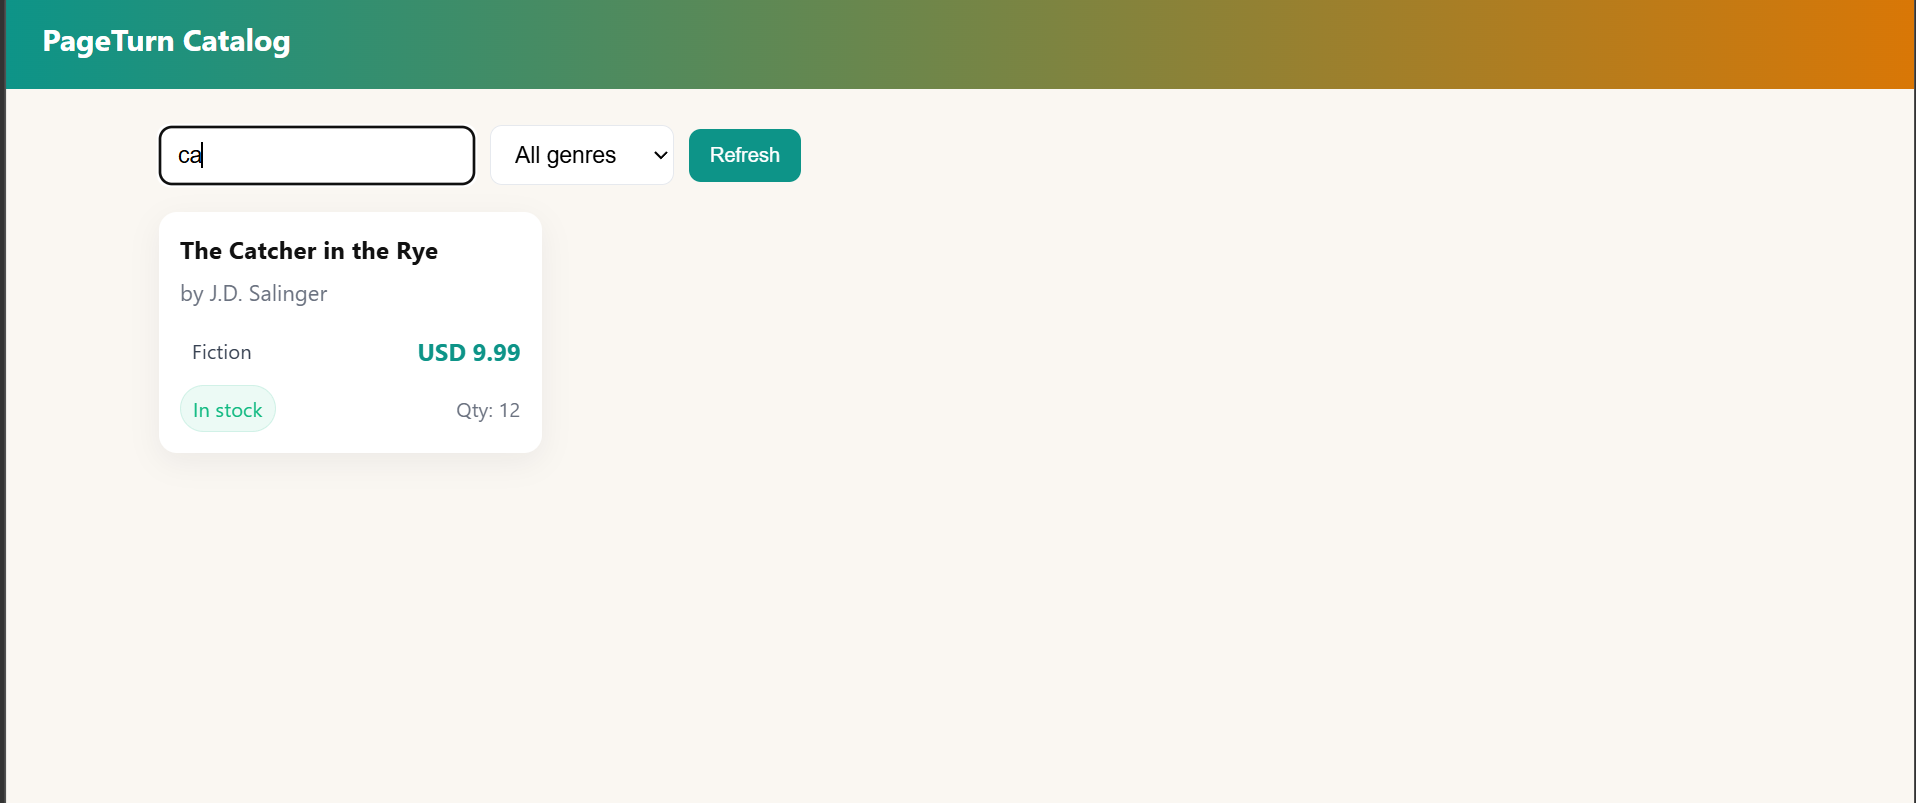 PageTurn Catalog
ca
All genres
Refresh
The Catcher in the Rye
by J.D. Salinger
Fiction
USD 9.99
In stock
Qty: 12